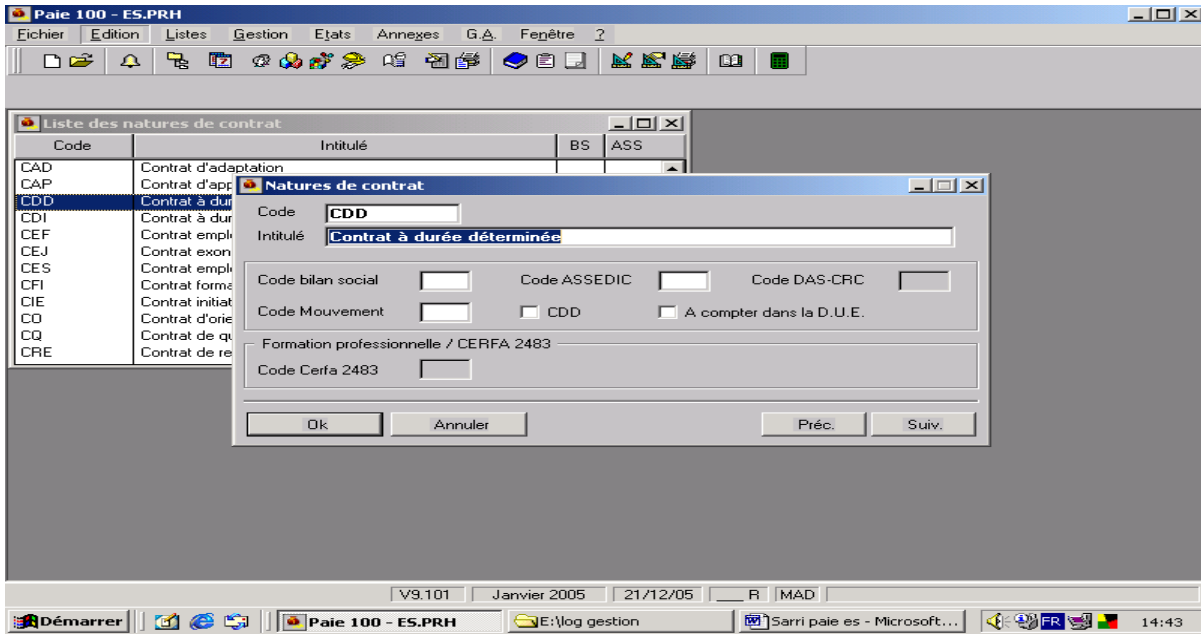 Paie 100 - ES.PRH
Fichier Edition Listes Gestion Etats Annexes G.A. Fenêtre ?
Liste des natures de contrat
Code Intitulé BS ASS
CAD Contrat d'adaptation
CAP Contrat d'app
CDD Contrat à dur
CDI Contrat à dur
CEF Contrat emplo
CEJ Contrat exon
CES Contrat emplo
CFI Contrat forma
CIE Contrat initiat
CO Contrat d'orie
CQ Contrat de qu
CRE Contrat de re
Natures de contrat
Code CDD
Intitulé Contrat à durée déterminée
Code bilan social Code ASSEDIC Code DAS-CRC
Code Mouvement CDD A compter dans la D.U.E.
Formation professionnelle / CERFA 2483
Code Cerfa 2483
Ok Annuler Préc. Suiv.
V9.101 Janvier 2005 21/12/05 ___ R MAD
Démarrer Paie 100 - ES.PRH E:\log gestion Sarri paie es - Microsoft... FR 14:43